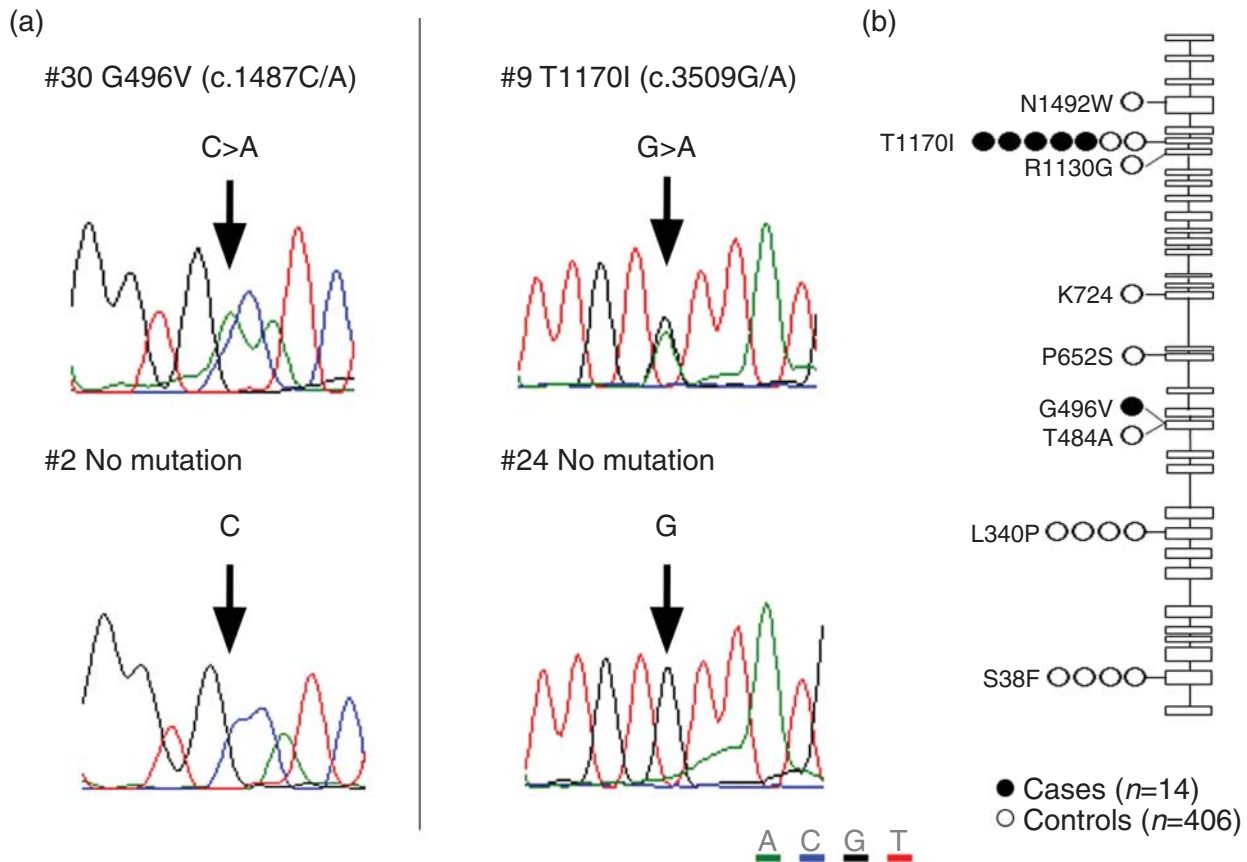 (a)
#30 G496V (c.1487C/A)
C>A
#9 T1170I (c.3509G/A)
G>A
#2 No mutation
C
#24 No mutation
G
A C G T
(b)
N1492W
T1170I
R1130G
K724
P652S
G496V
T484A
L340P
S38F
Cases (n=14)
Controls (n=406)